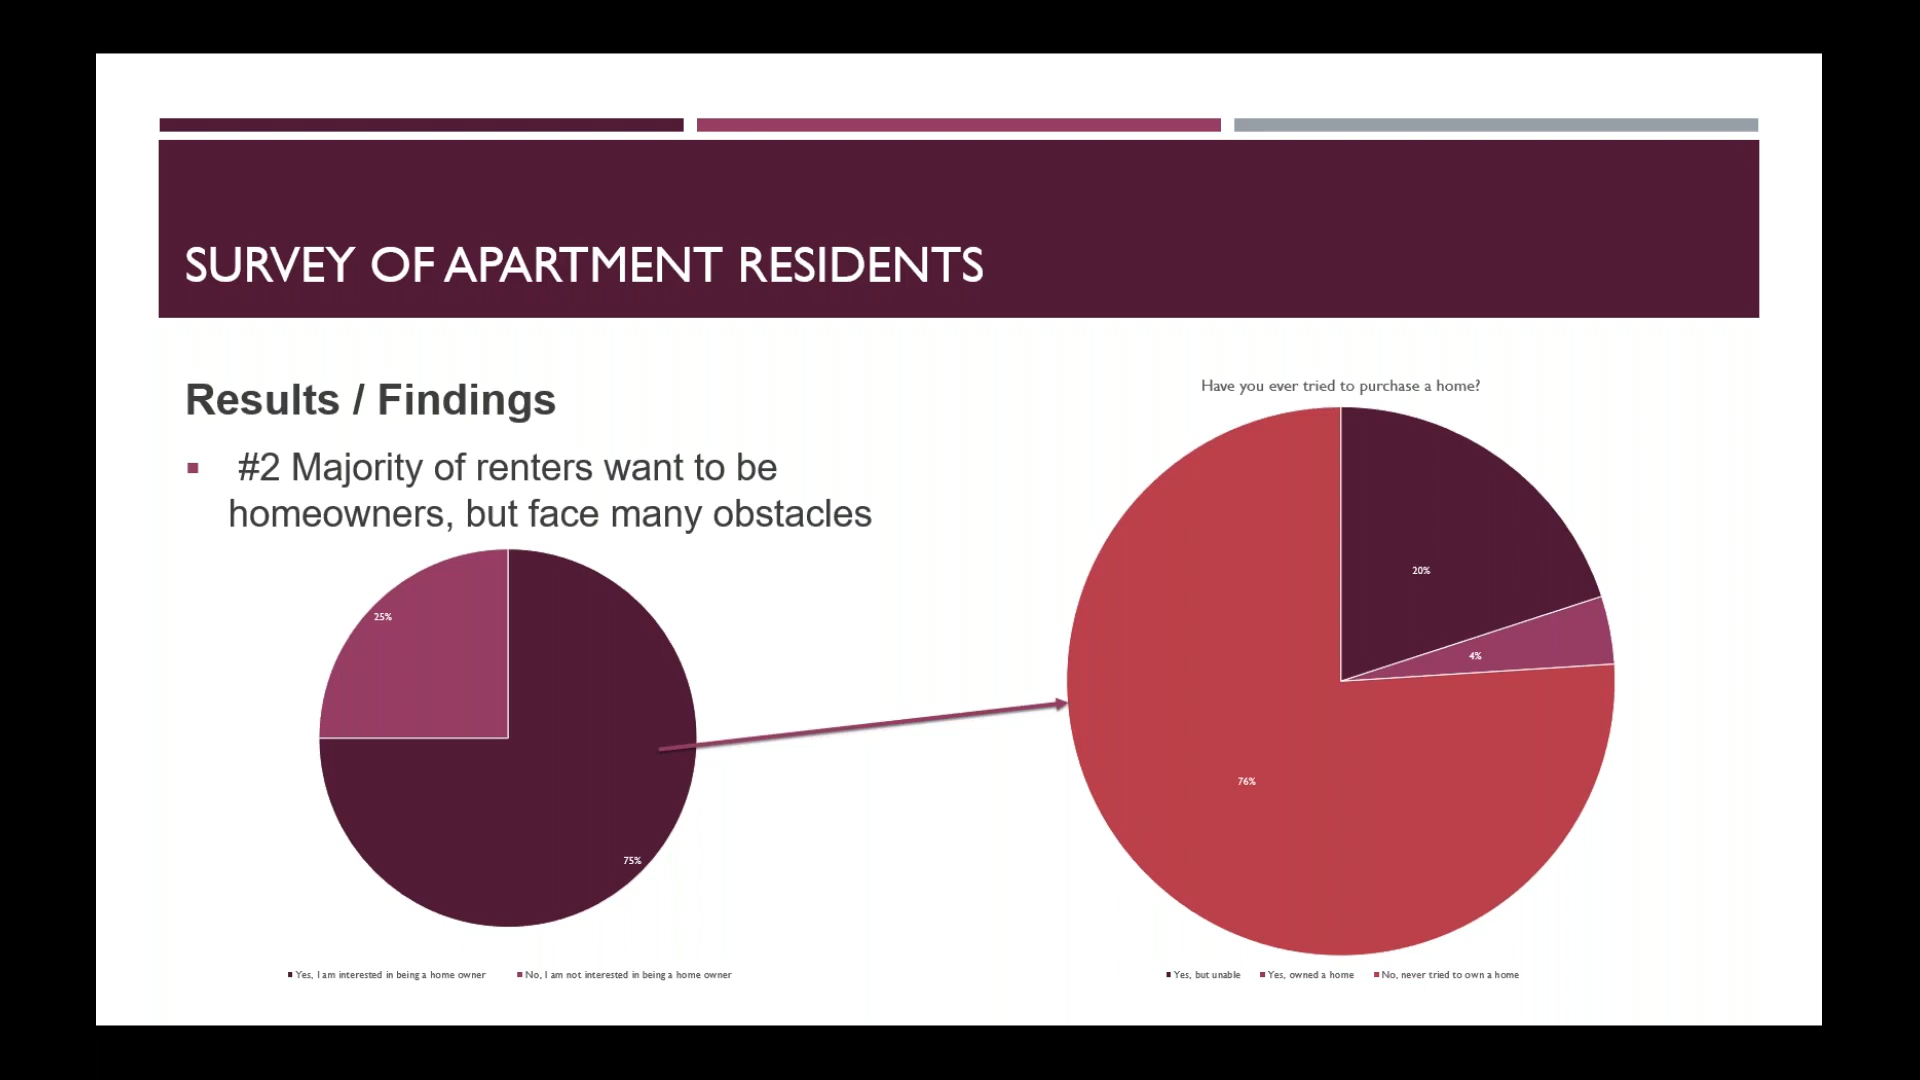 SURVEY OF APARTMENT RESIDENTS
Results / Findings
#2 Majority of renters want to be
homeowners, but face many obstacles
25%
75%
Yes, I am interested in being a home owner
No, I am not interested in being a home owner
Have you ever tried to purchase a home?
20%
4%
76%
Yes, but unable
Yes, owned a home
No, never tried to own a home